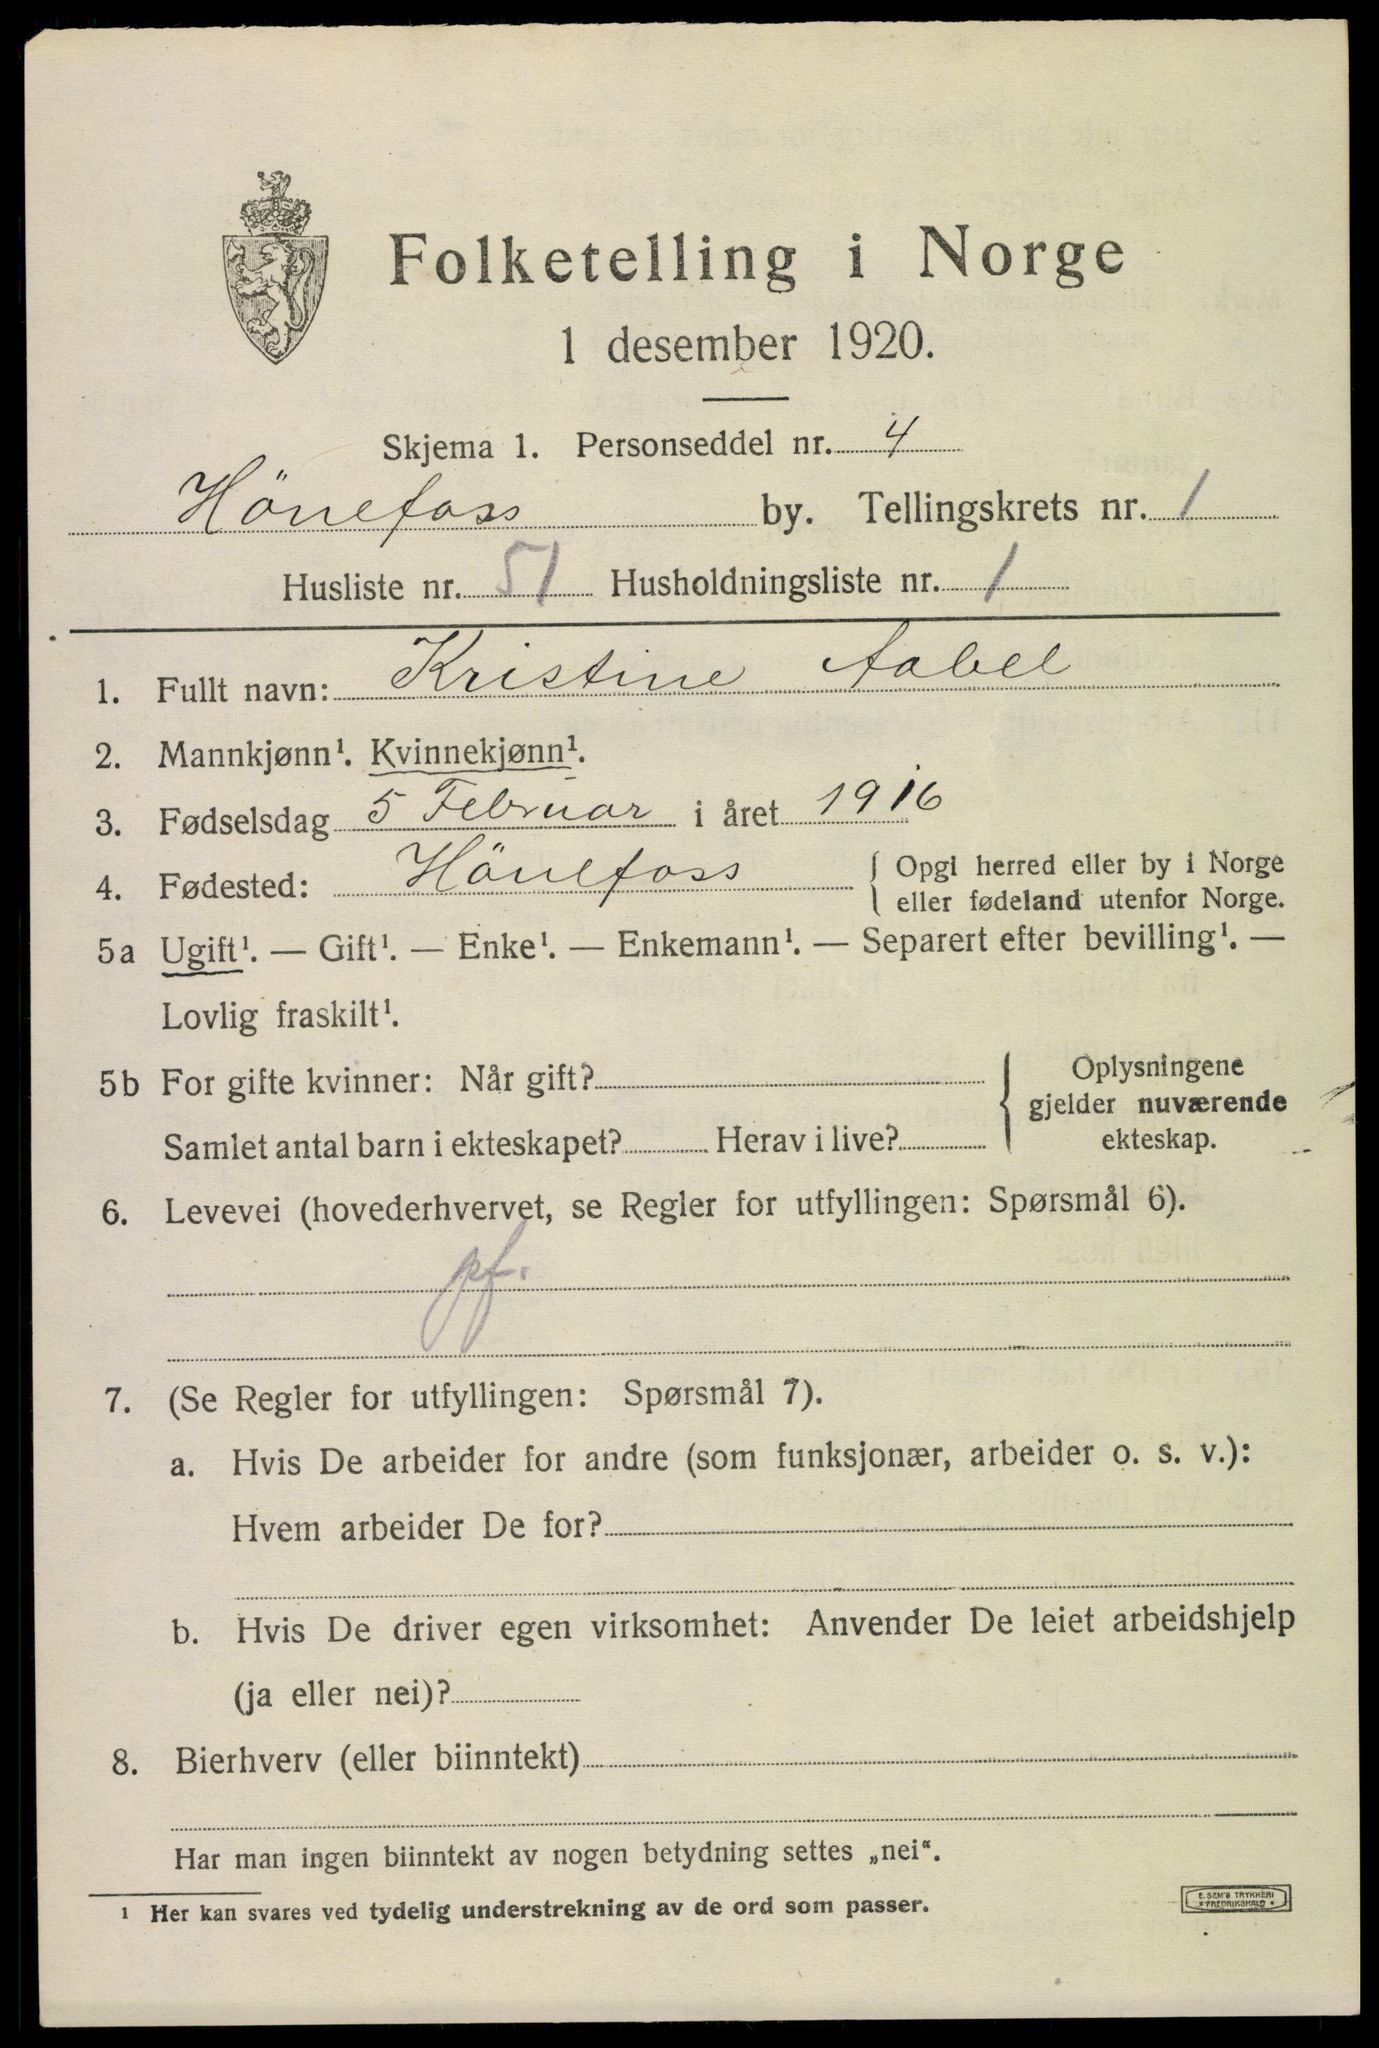 Folketelling i Norge
1 desember 1920.
Skjema 1. Personseddel nr. 4
Hönefoss by. Tellingskrets nr. 1
Husliste nr. 51 Husholdningsliste nr. 1
1. Fullt navn: Kristine Aabel
2. Mannkjønn¹. Kvinnekjønn¹.
3. Fødselsdag 5 Februar i året 1916
4. Fødested: Hönefoss { Opgi herred eller by i Norge
eller fødeland utenfor Norge.
5a Ugift¹. — Gift¹. — Enke¹. — Enkemann¹. — Separert efter bevilling¹. —
Lovlig fraskilt¹.
5b For gifte kvinner: Når gift?
Samlet antal barn i ekteskapet? Herav i live?
{ Oplysningene
gjelder nuværende
ekteskap.
6. Levevei (hovederhvervet, se Regler for utfyllingen: Spørsmål 6).
pf.
7. (Se Regler for utfyllingen: Spørsmål 7).
a. Hvis De arbeider for andre (som funksjonær, arbeider o. s. v.):
Hvem arbeider De for?
b. Hvis De driver egen virksomhet: Anvender De leiet arbeidshjelp
(ja eller nei)?
8. Bierhverv (eller biinntekt)
Har man ingen biinntekt av nogen betydning settes „nei“.
¹ Her kan svares ved tydelig understrekning av de ord som passer.
E. SEM'S TRYKKERI
* FREDRIKSHALD *